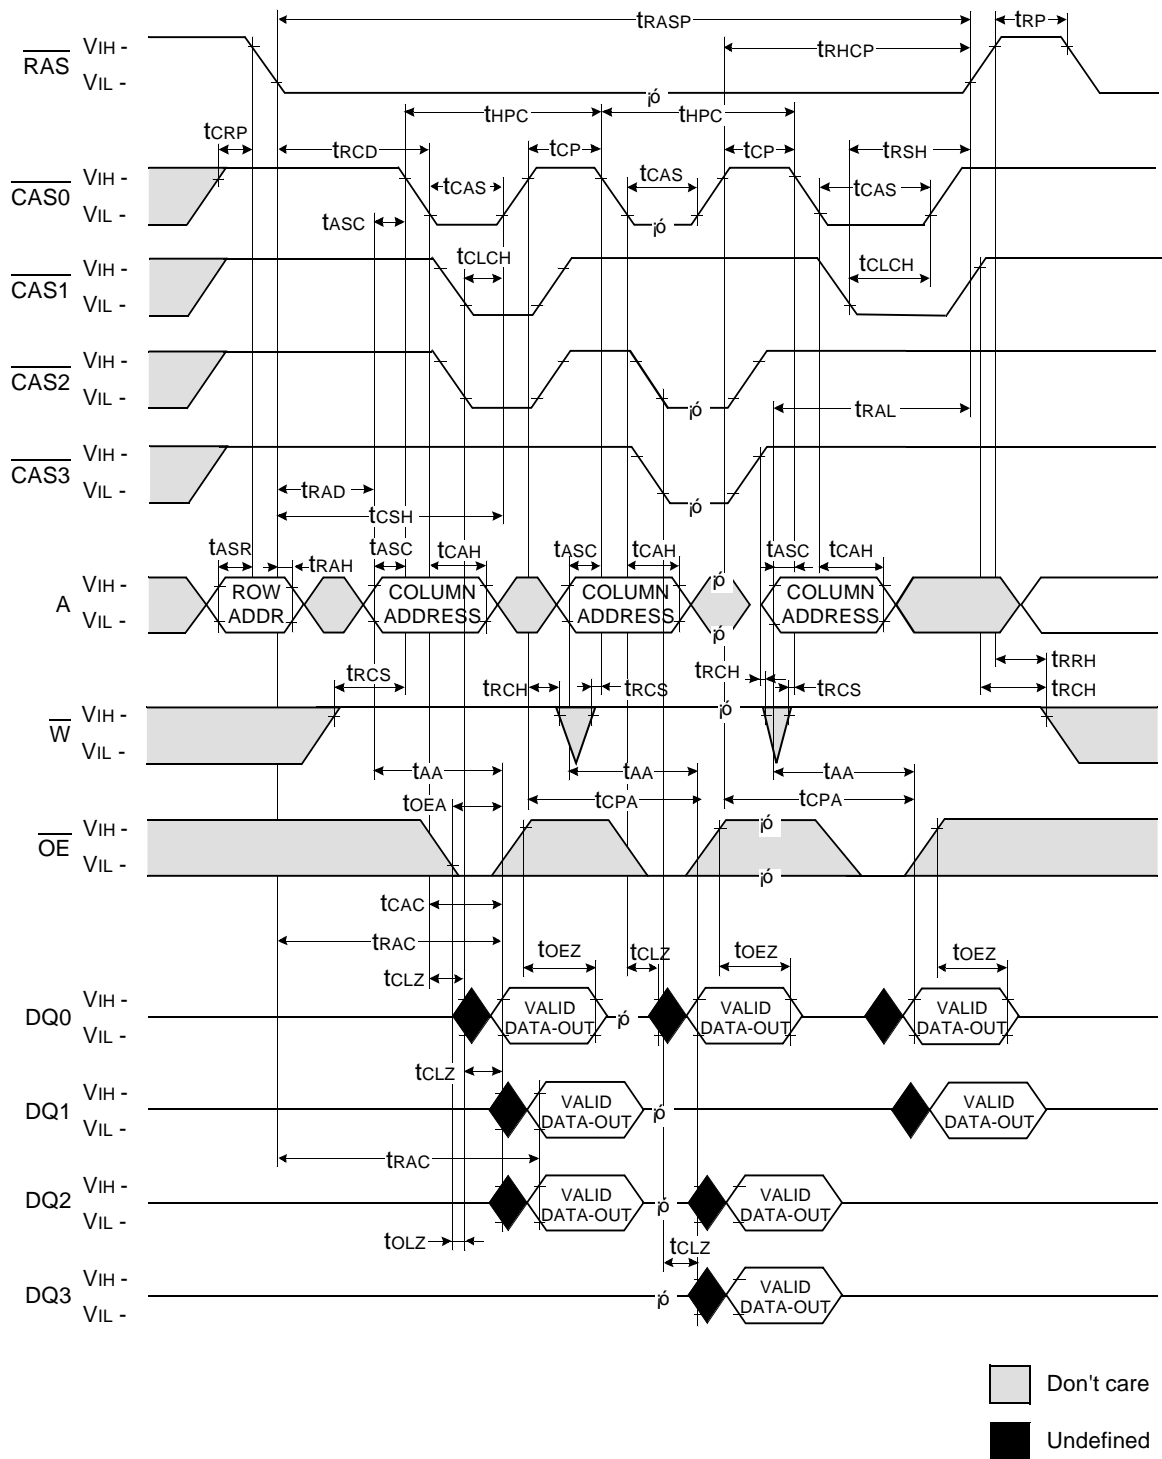 tRASP
tRP
RAS
VIH -
VIL -
tRHCP
¡ó
tHPC
tHPC
tCRP
tRCD
tCP
tCP
tRSH
CAS0
VIH -
VIL -
tCAS
tCAS
tCAS
tASC
¡ó
CAS1
VIH -
VIL -
tCLCH
tCLCH
CAS2
VIH -
VIL -
¡ó
tRAL
CAS3
VIH -
VIL -
¡ó
tRAD
tCSH
tASR
tRAH
tASC
tCAH
tASC
tCAH
tASC
tCAH
A
VIH -
VIL -
ROW
ADDR
COLUMN
ADDRESS
COLUMN
ADDRESS
¡ó
¡ó
COLUMN
ADDRESS
tRRH
tRCS
tRCH
tRCS
tRCH
tRCS
tRCH
W
VIH -
VIL -
¡ó
tAA
tAA
tAA
tOEA
tCPA
tCPA
OE
VIH -
VIL -
¡ó
¡ó
tCAC
tRAC
tOEZ
tCLZ
tOEZ
tOEZ
tCLZ
DQ0
VIH -
VIL -
VALID
DATA-OUT
¡ó
VALID
DATA-OUT
VALID
DATA-OUT
tCLZ
DQ1
VIH -
VIL -
VALID
DATA-OUT
¡ó
VALID
DATA-OUT
tRAC
DQ2
VIH -
VIL -
VALID
DATA-OUT
¡ó
VALID
DATA-OUT
tOLZ
tCLZ
DQ3
VIH -
VIL -
¡ó
VALID
DATA-OUT
Don't care
Undefined